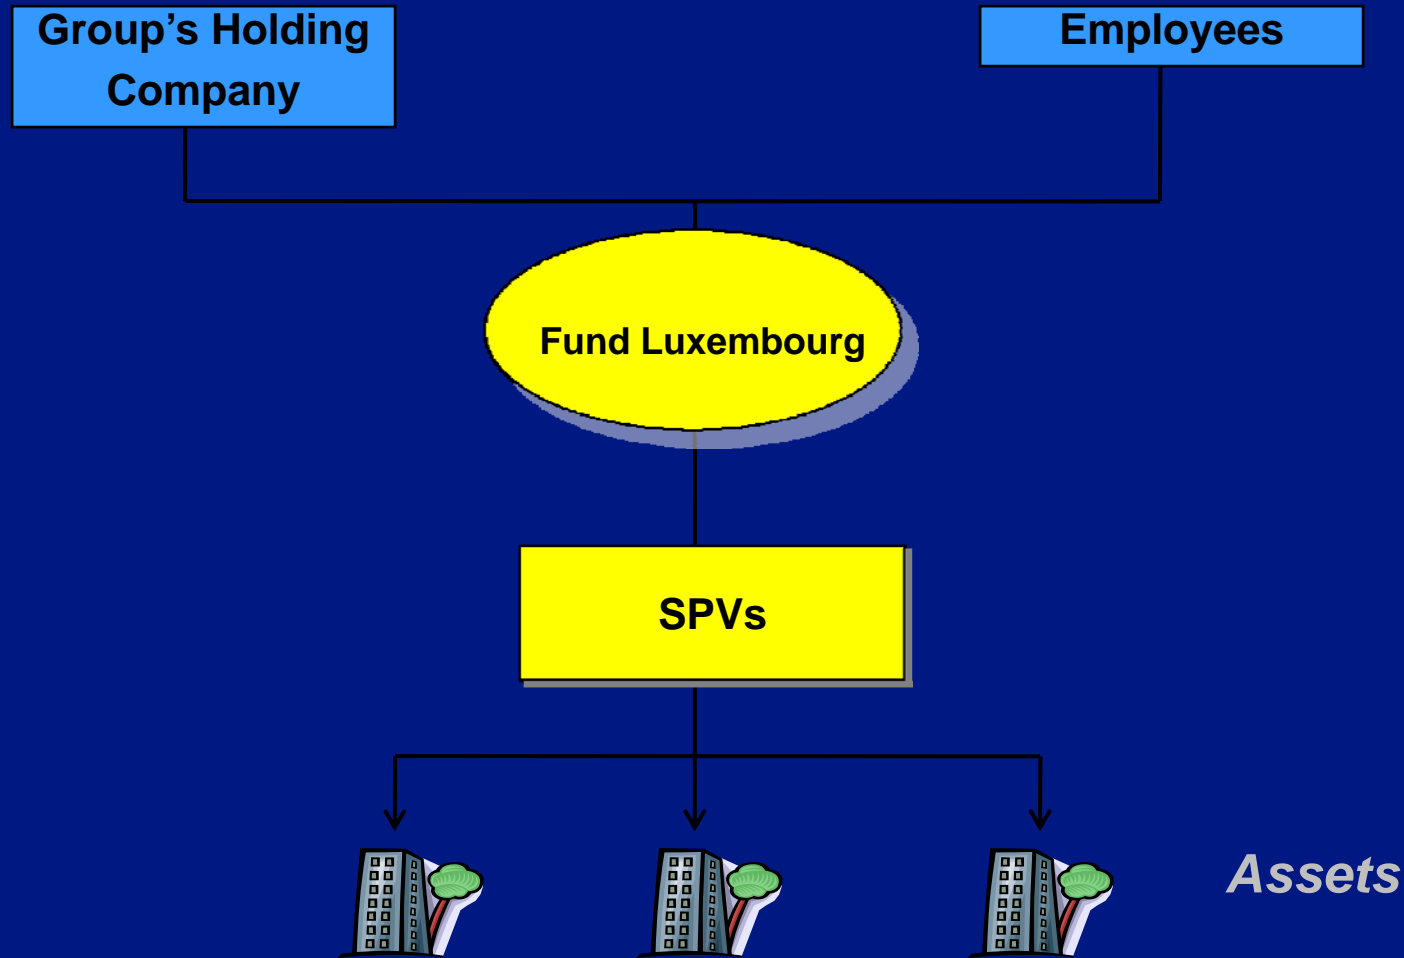 Group’s Holding
Company
Employees
Fund Luxembourg
SPVs
Assets